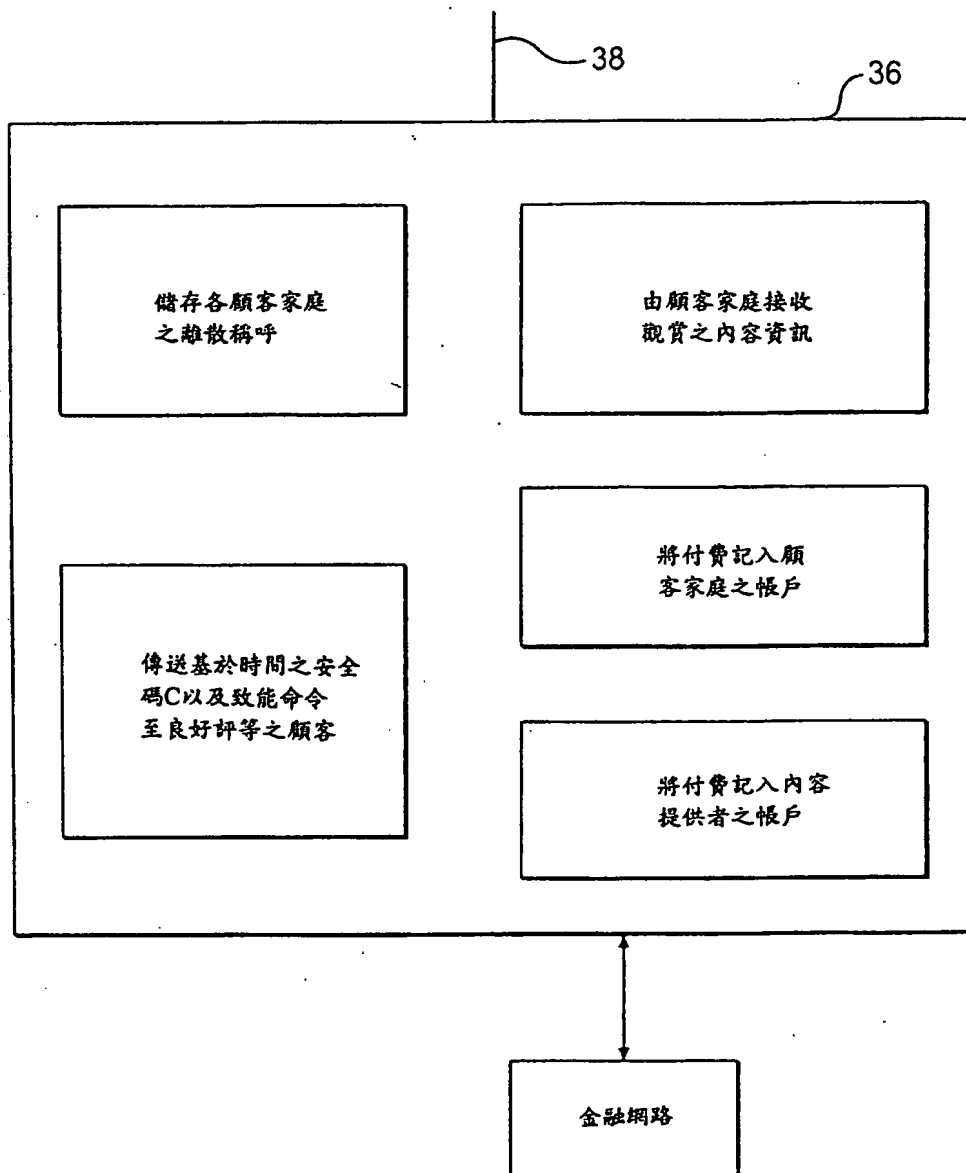 38
36
儲存各顧客家庭
之離散稱呼
由顧客家庭接收
觀賞之內容資訊
將付費記入顧
客家庭之帳戶
傳送基於時間之安全
碼C以及致能命令
至良好評等之顧客
將付費記入內容
提供者之帳戶
金融網路